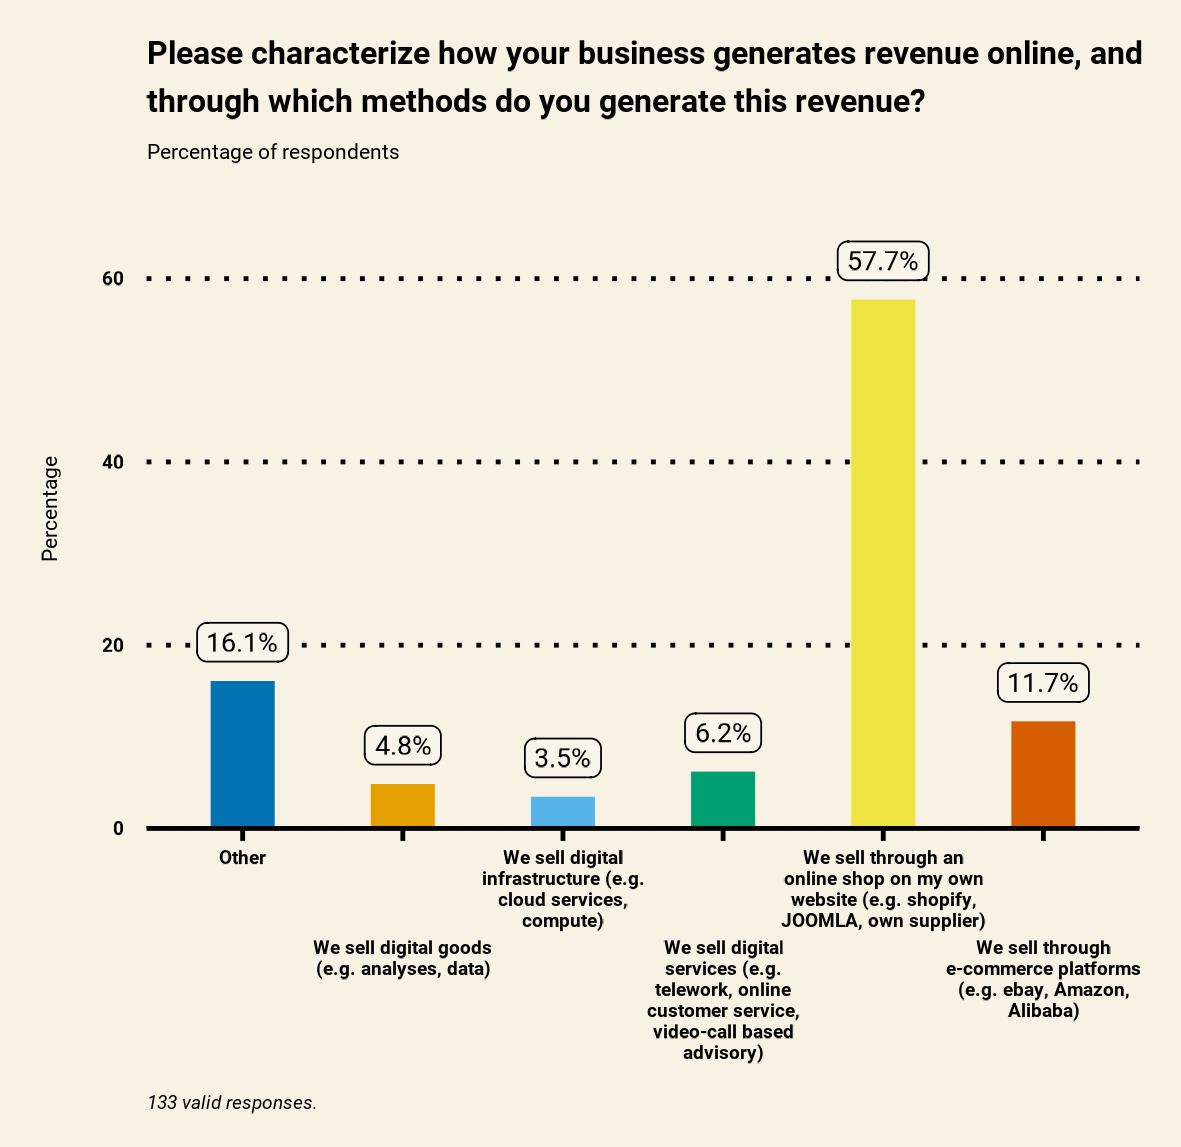 Please characterize how your business generates revenue online, and
through which methods do you generate this revenue?
Percentage of respondents
Percentage
60
40
20
0
16.1%
4.8%
3.5%
6.2%
57.7%
11.7%
Other
We sell digital goods
(e.g. analyses, data)
We sell digital
infrastructure (e.g.
cloud services,
compute)
We sell digital
services (e.g.
telework, online
customer service,
video-call based
advisory)
We sell through an
online shop on my own
website (e.g. shopify,
JOOMLA, own supplier)
We sell through
e-commerce platforms
(e.g. ebay, Amazon,
Alibaba)
133 valid responses.